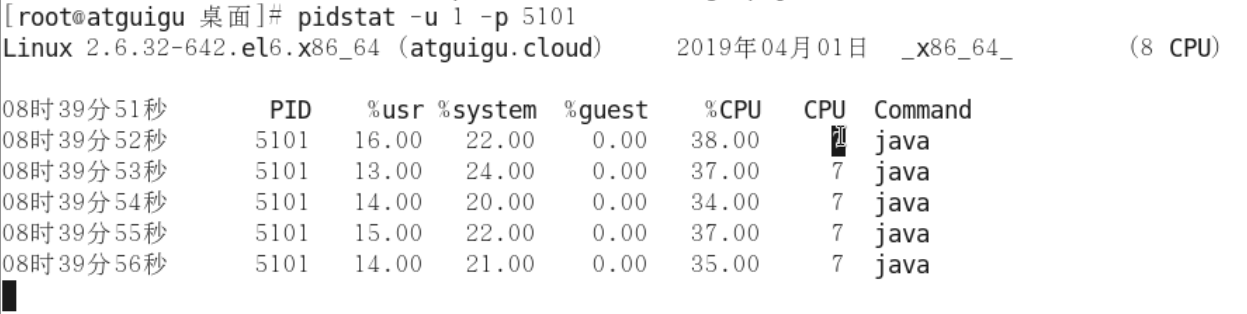 [root@atguigu 桌面]# pidstat -u 1 -p 5101
Linux 2.6.32-642.el6.x86_64 (atguigu.cloud) 2019年04月01日 _x86_64_ (8 CPU)
08时39分51秒 PID %usr %system %guest %CPU CPU Command
08时39分52秒 5101 16.00 22.00 0.00 38.00 java
08时39分53秒 5101 13.00 24.00 0.00 37.00 7 java
08时39分54秒 5101 14.00 20.00 0.00 34.00 7 java
08时39分55秒 5101 15.00 22.00 0.00 37.00 7 java
08时39分56秒 5101 14.00 21.00 0.00 35.00 7 java